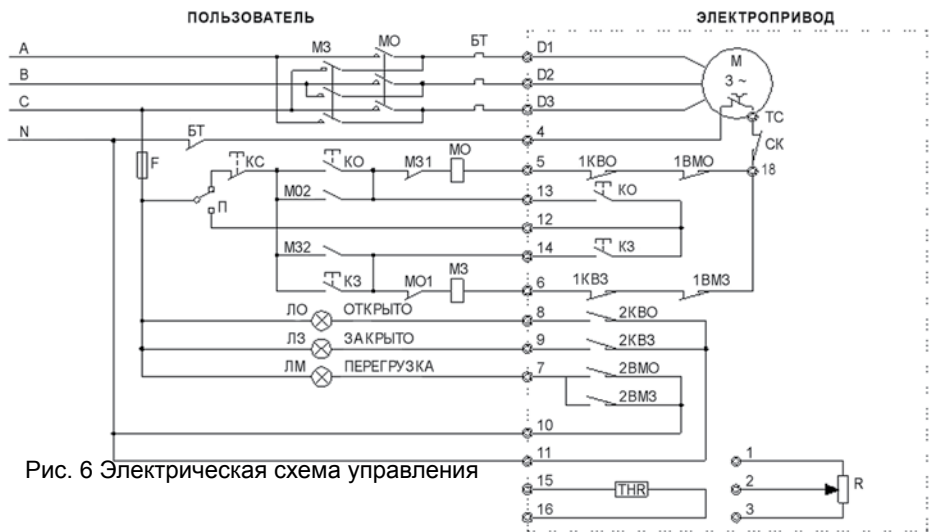 ПОЛЬЗОВАТЕЛЬ ЭЛЕКТРОПРИВОД
A МЗ МО БТ D1
B D2
C D3
М
3 ~
ТС
N БТ 4
СК
F КС КО МЗ1 МО 5 1КВО 1ВМО 18
М02 13 КО
П 12
МЗ2 14 КЗ
КЗ МО1 МЗ 6 1КВЗ 1ВМЗ
ЛО ОТКРЫТО 8 2КВО
ЛЗ ЗАКРЫТО 9 2КВЗ
ЛМ ПЕРЕГРУЗКА 7 2ВМО
2ВМЗ
10
11 1
Рис. 6 Электрическая схема управления
15 THR 2 R
16 3